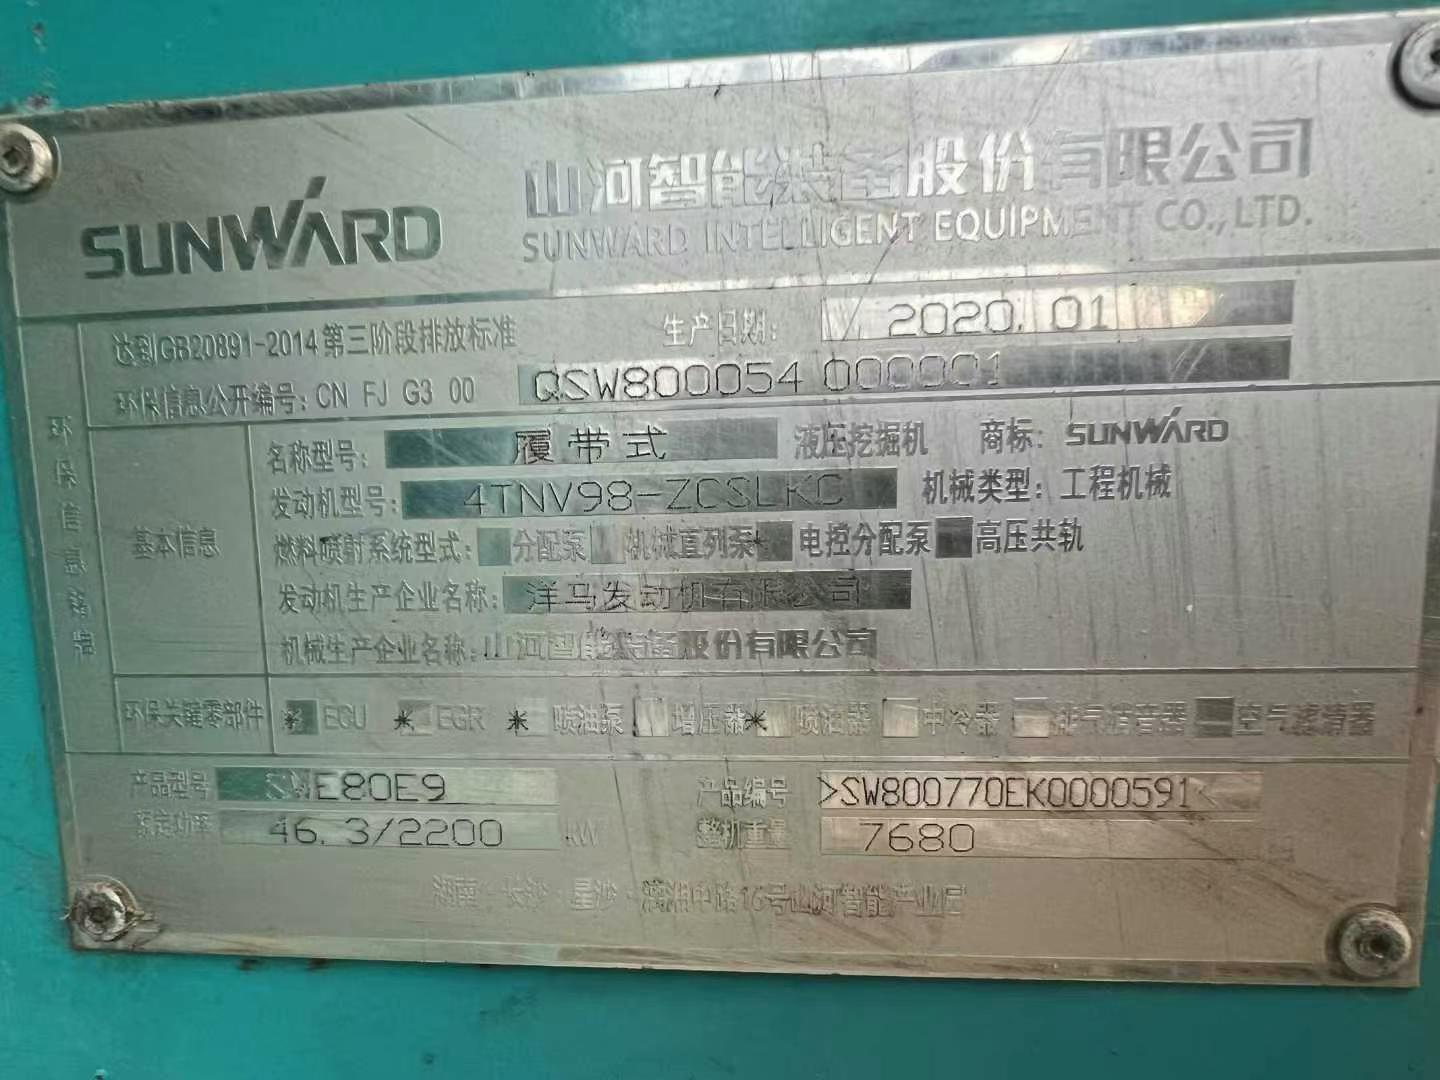 SUNWARD 山河智能装备股份有限公司
SUNWARD INTELLIGENT EQUIPMENT CO., LTD.
达到GB20891-2014第三阶段排放标准 生产日期: 2020.01
环保信息公开编号: CN FJ G3 00 QSW800054 000001
环保信息铭牌
基本信息
名称型号: 履带式 液压挖掘机 商标: SUNWARD
发动机型号: 4TNV98-ZCSLKC 机械类型: 工程机械
燃料喷射系统型式: 分配泵 机械直列泵 * 电控分配泵 高压共轨
发动机生产企业名称: 洋马发动机有限公司
机械生产企业名称: 山河智能装备股份有限公司
环保关键零部件 * ECU * EGR * 喷油泵 增压器 * 喷油器 中冷器 排气消音器 空气滤清器
产品型号 SWE80E9 产品编号 >SW800770EK0000591<
额定功率 46.3/2200 kW 整机重量 7680
湖南·长沙·星沙·漓湘中路16号山河智能产业园